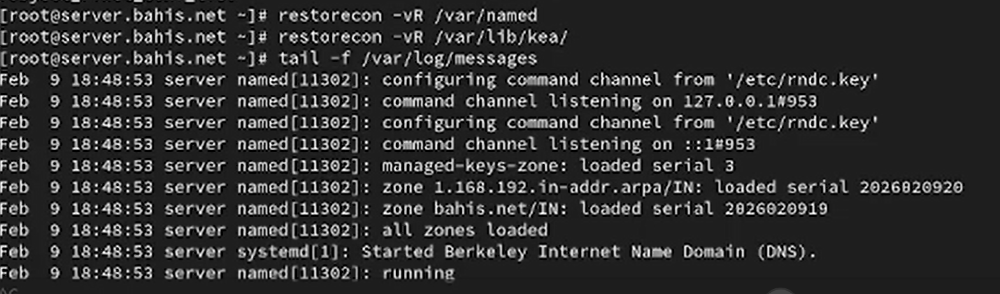 [root@server.bahis.net ~]# restorecon -vR /var/named
[root@server.bahis.net ~]# restorecon -vR /var/lib/kea/
[root@server.bahis.net ~]# tail -f /var/log/messages
Feb  9 18:48:53 server named[11302]: configuring command channel from '/etc/rndc.key'
Feb  9 18:48:53 server named[11302]: command channel listening on 127.0.0.1#953
Feb  9 18:48:53 server named[11302]: configuring command channel from '/etc/rndc.key'
Feb  9 18:48:53 server named[11302]: command channel listening on ::1#953
Feb  9 18:48:53 server named[11302]: managed-keys-zone: loaded serial 3
Feb  9 18:48:53 server named[11302]: zone 1.168.192.in-addr.arpa/IN: loaded serial 2026020920
Feb  9 18:48:53 server named[11302]: zone bahis.net/IN: loaded serial 2026020919
Feb  9 18:48:53 server named[11302]: all zones loaded
Feb  9 18:48:53 server systemd[1]: Started Berkeley Internet Name Domain (DNS).
Feb  9 18:48:53 server named[11302]: running